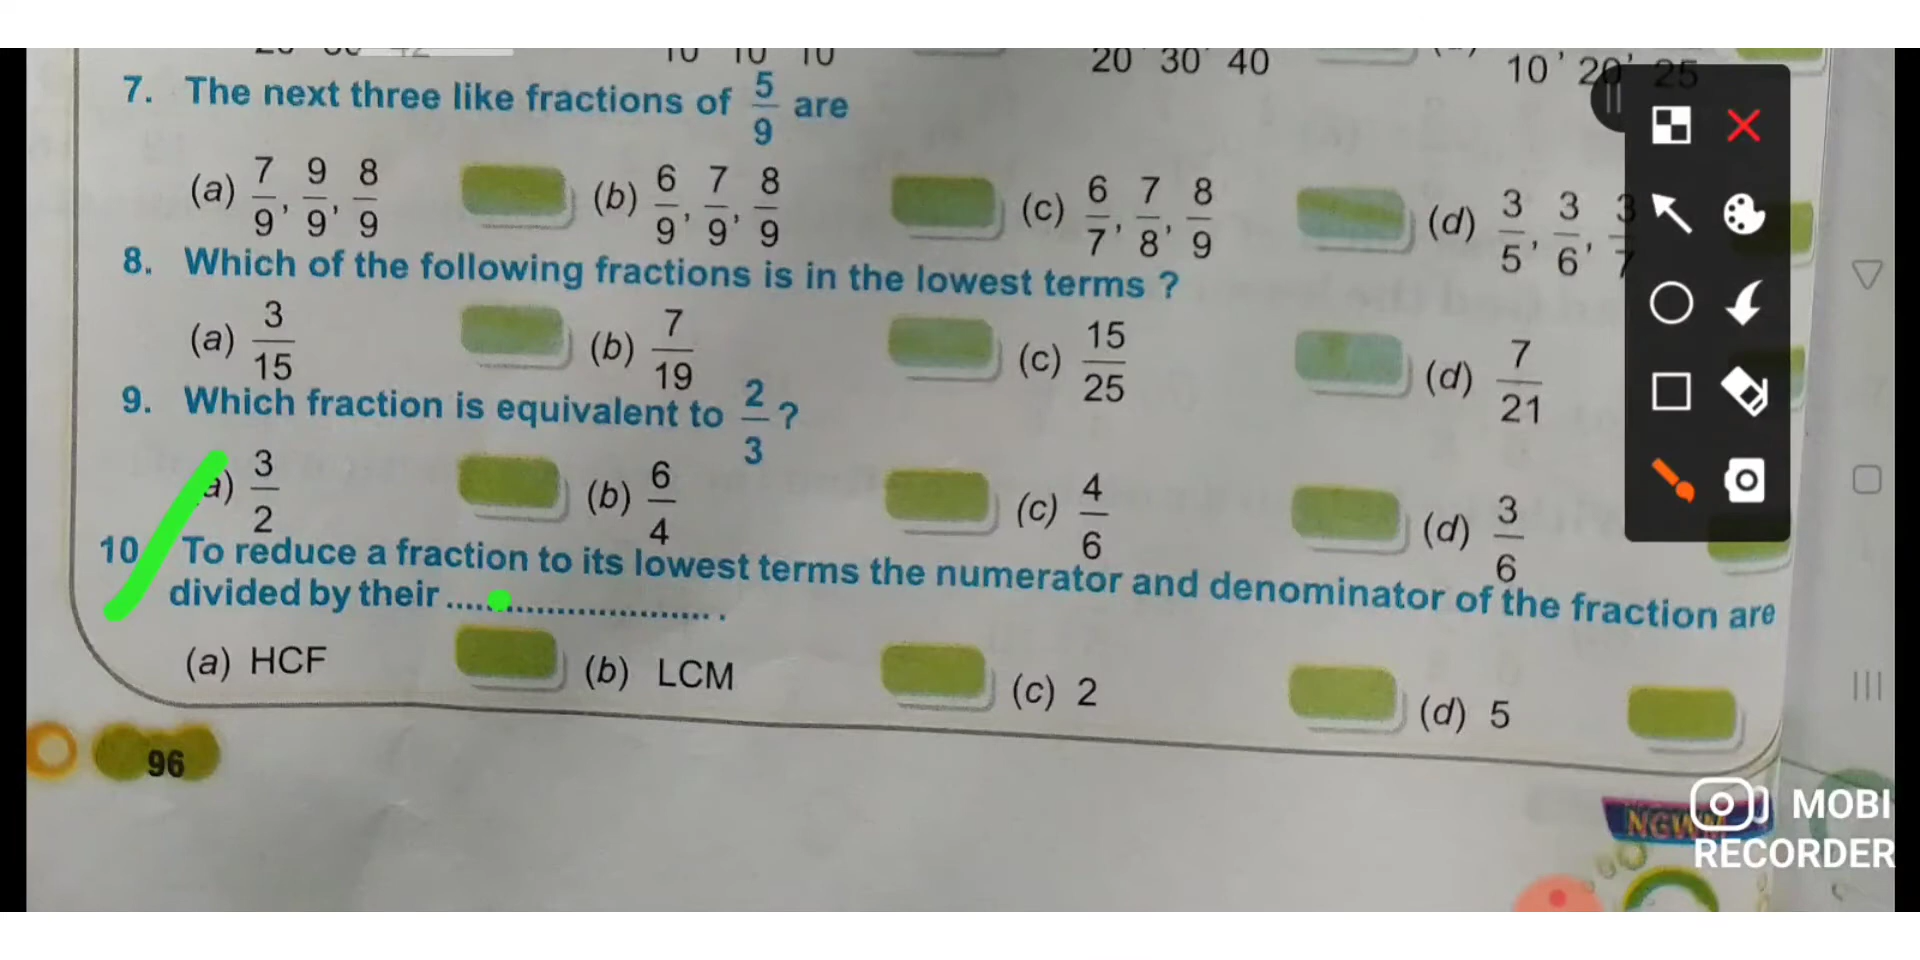 20 30 40
10 20 25
7. The next three like fractions of 5/9 are
(a) 7/9, 9/9, 8/9 (b) 6/9, 7/9, 8/9 (c) 6/7, 7/8, 8/9 (d) 3/5, 3/6, 3/7
8. Which of the following fractions is in the lowest terms ?
(a) 3/15 (b) 7/19 (c) 15/25 (d) 7/21
9. Which fraction is equivalent to 2/3 ?
a) 3/2 (b) 6/4 (c) 4/6 (d) 3/6
10 To reduce a fraction to its lowest terms the numerator and denominator of the fraction are
divided by their ............................ .
(a) HCF (b) LCM (c) 2 (d) 5
96
MOBI
RECORDER